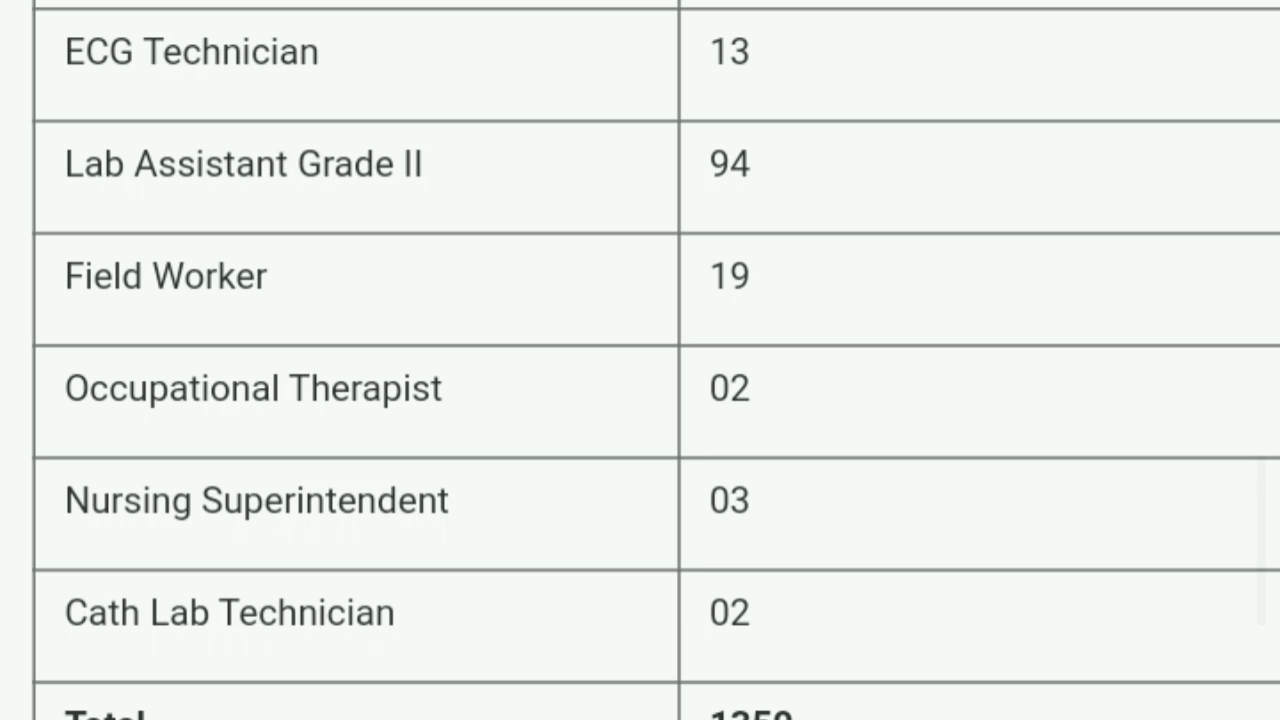 ECG Technician 13
Lab Assistant Grade II 94
Field Worker 19
Occupational Therapist 02
Nursing Superintendent 03
Cath Lab Technician 02
Total